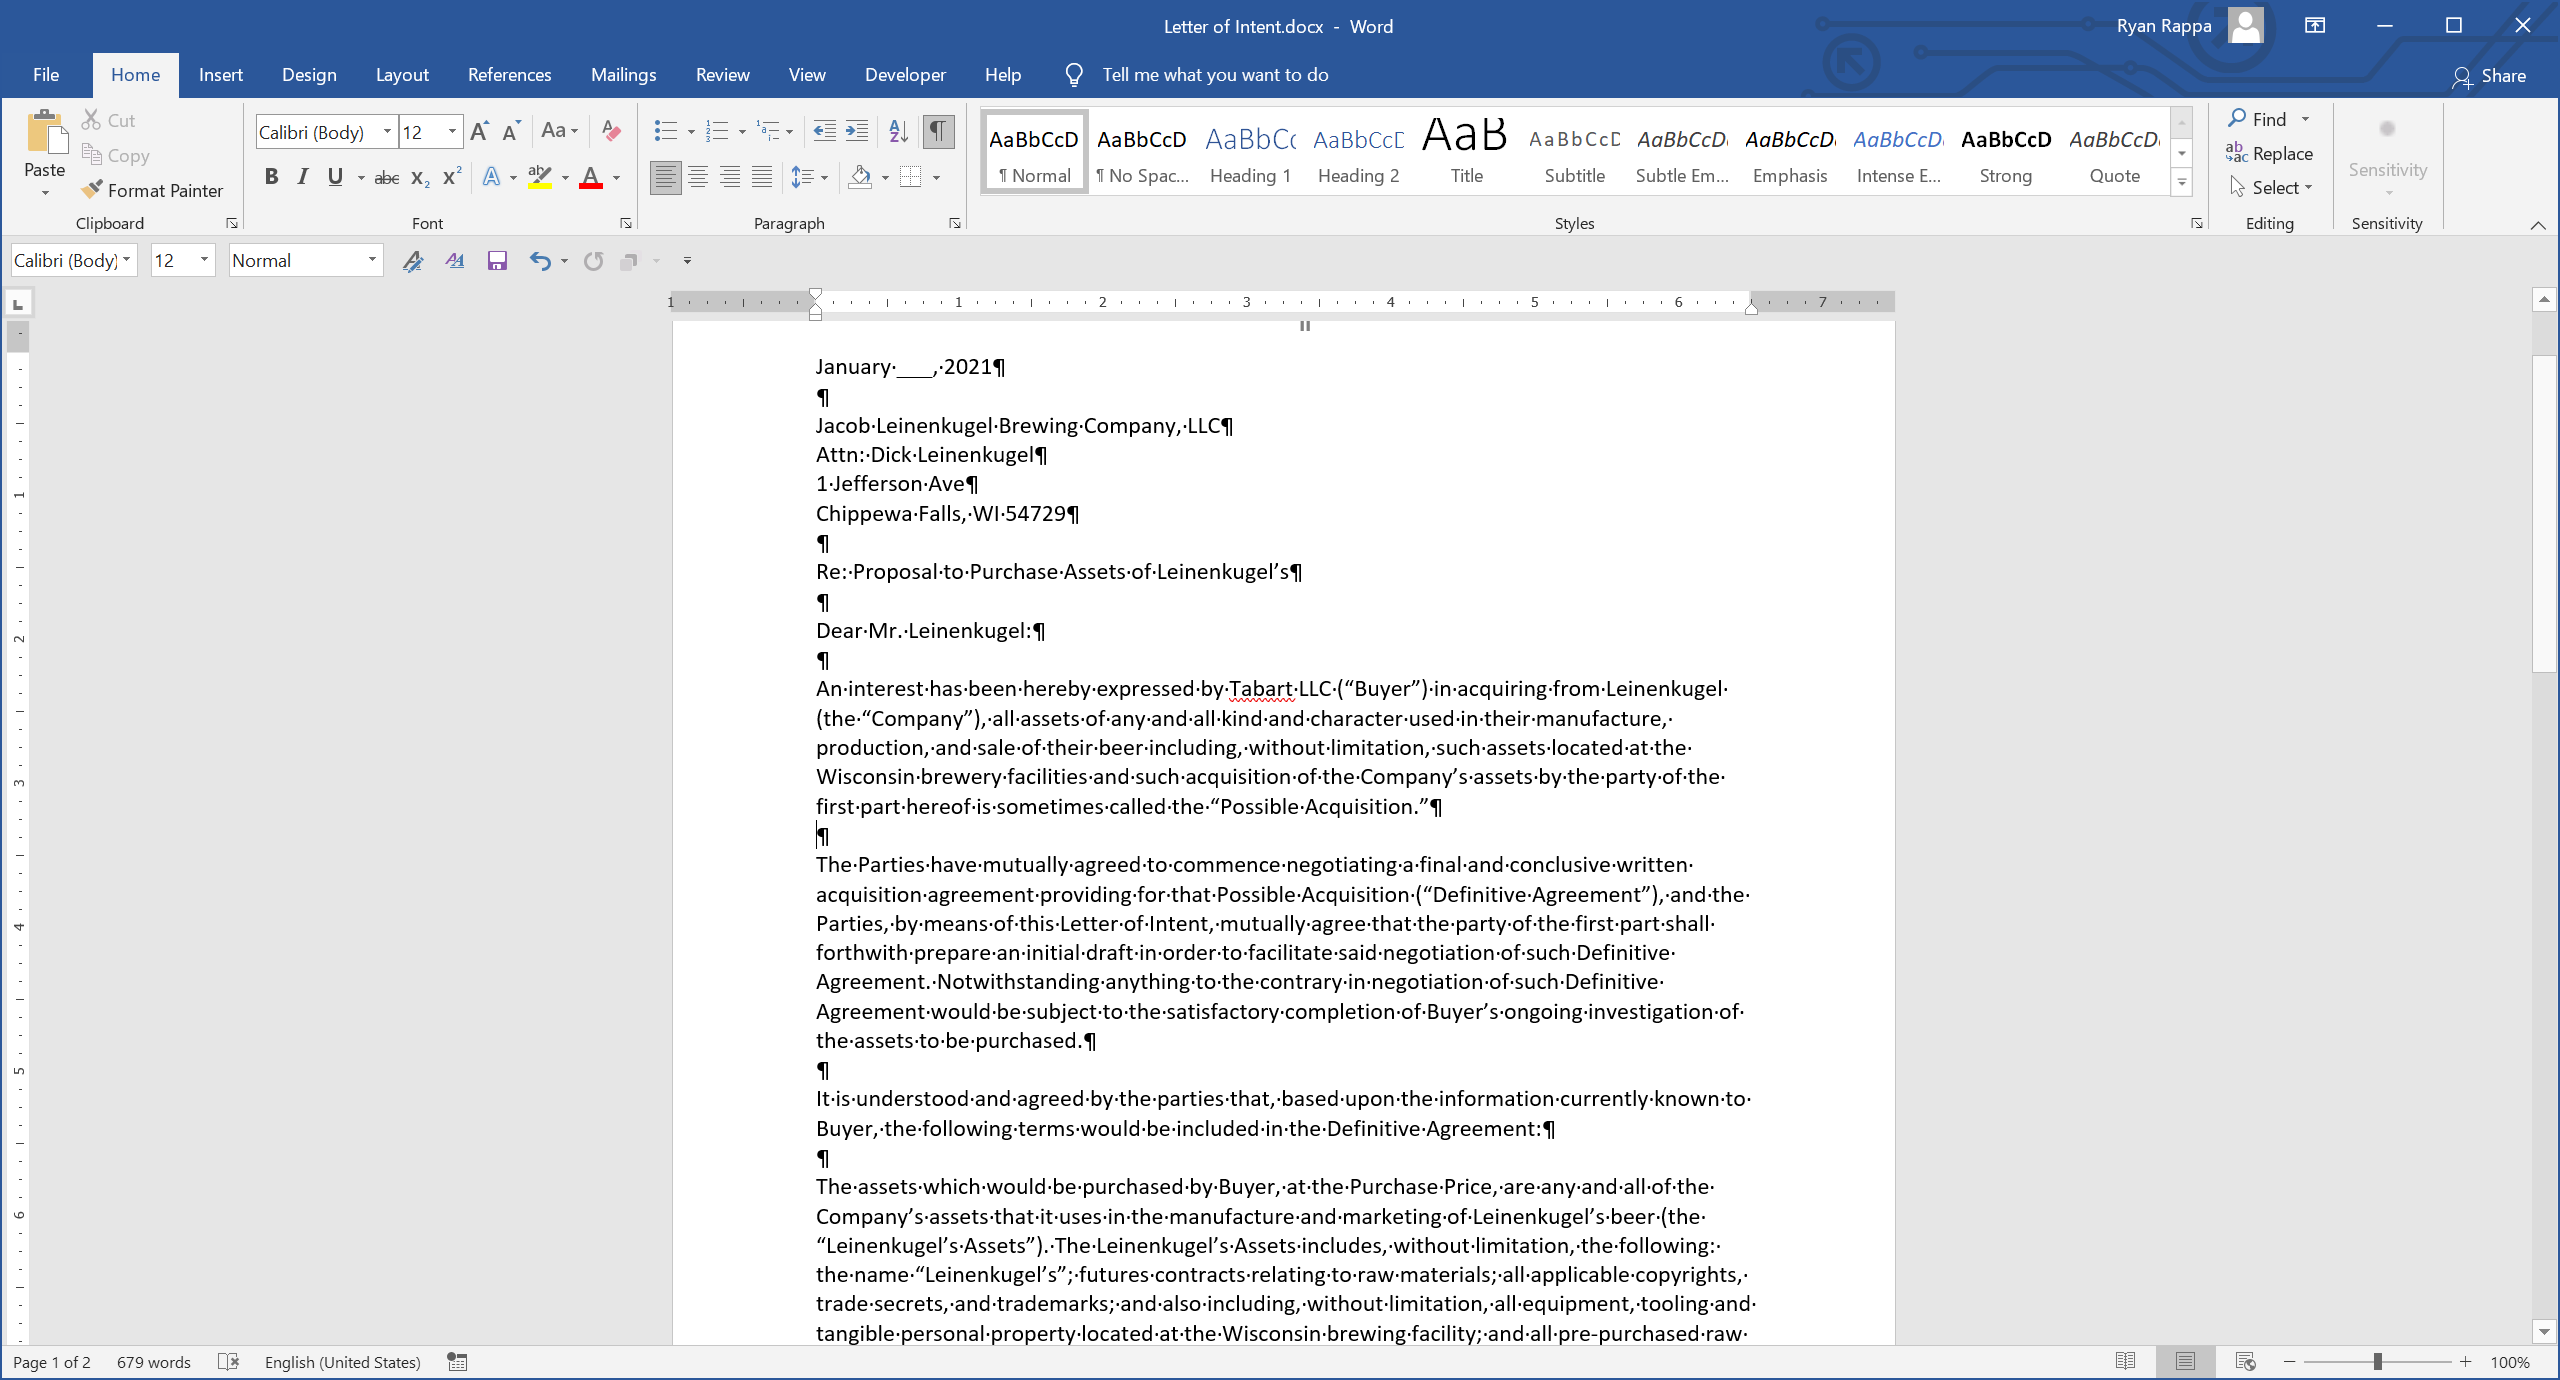 Letter of Intent.docx - Word
Ryan Rappa
File Home Insert Design Layout References Mailings Review View Developer Help Tell me what you want to do Share
Paste
Cut
Copy
Format Painter
Clipboard
Calibri (Body) 12
Aa
B I U abc x₂ x²
Font
Paragraph
AaBbCcD AaBbCcD AaBbCc AaBbCcD AaB AaBbCcD AaBbCcD AaBbCcD AaBbCcD AaBbCcD AaBbCcD
¶ Normal ¶ No Spac... Heading 1 Heading 2 Title Subtitle Subtle Em... Emphasis Intense E... Strong Quote
Styles
Find
Replace
Select
Editing
Sensitivity
Sensitivity
Calibri (Body) 12 Normal
1 1 2 3 4 5 6 7
January·___,·2021¶
¶
Jacob·Leinenkugel·Brewing·Company,·LLC¶
Attn:·Dick·Leinenkugel¶
1·Jefferson·Ave¶
Chippewa·Falls,·WI·54729¶
¶
Re:·Proposal·to·Purchase·Assets·of·Leinenkugel’s¶
¶
Dear·Mr.·Leinenkugel:¶
¶
An·interest·has·been·hereby·expressed·by·Tabart·LLC·(“Buyer”)·in·acquiring·from·Leinenkugel·
(the·“Company”),·all·assets·of·any·and·all·kind·and·character·used·in·their·manufacture,·
production,·and·sale·of·their·beer·including,·without·limitation,·such·assets·located·at·the·
Wisconsin·brewery·facilities·and·such·acquisition·of·the·Company’s·assets·by·the·party·of·the·
first·part·hereof·is·sometimes·called·the·“Possible·Acquisition.”¶
¶
The·Parties·have·mutually·agreed·to·commence·negotiating·a·final·and·conclusive·written·
acquisition·agreement·providing·for·that·Possible·Acquisition·(“Definitive·Agreement”),·and·the·
Parties,·by·means·of·this·Letter·of·Intent,·mutually·agree·that·the·party·of·the·first·part·shall·
forthwith·prepare·an·initial·draft·in·order·to·facilitate·said·negotiation·of·such·Definitive·
Agreement.·Notwithstanding·anything·to·the·contrary·in·negotiation·of·such·Definitive·
Agreement·would·be·subject·to·the·satisfactory·completion·of·Buyer’s·ongoing·investigation·of·
the·assets·to·be·purchased.¶
¶
It·is·understood·and·agreed·by·the·parties·that,·based·upon·the·information·currently·known·to·
Buyer,·the·following·terms·would·be·included·in·the·Definitive·Agreement:¶
¶
The·assets·which·would·be·purchased·by·Buyer,·at·the·Purchase·Price,·are·any·and·all·of·the·
Company’s·assets·that·it·uses·in·the·manufacture·and·marketing·of·Leinenkugel’s·beer·(the·
“Leinenkugel’s·Assets”).·The·Leinenkugel’s·Assets·includes,·without·limitation,·the·following:·
the·name·“Leinenkugel’s”;·futures·contracts·relating·to·raw·materials;·all·applicable·copyrights,·
trade·secrets,·and·trademarks;·and·also·including,·without·limitation,·all·equipment,·tooling·and·
tangible·personal·property·located·at·the·Wisconsin·brewing·facility;·and·all·pre-purchased·raw·
1
2
3
4
5
6
Page 1 of 2 679 words English (United States) 100%